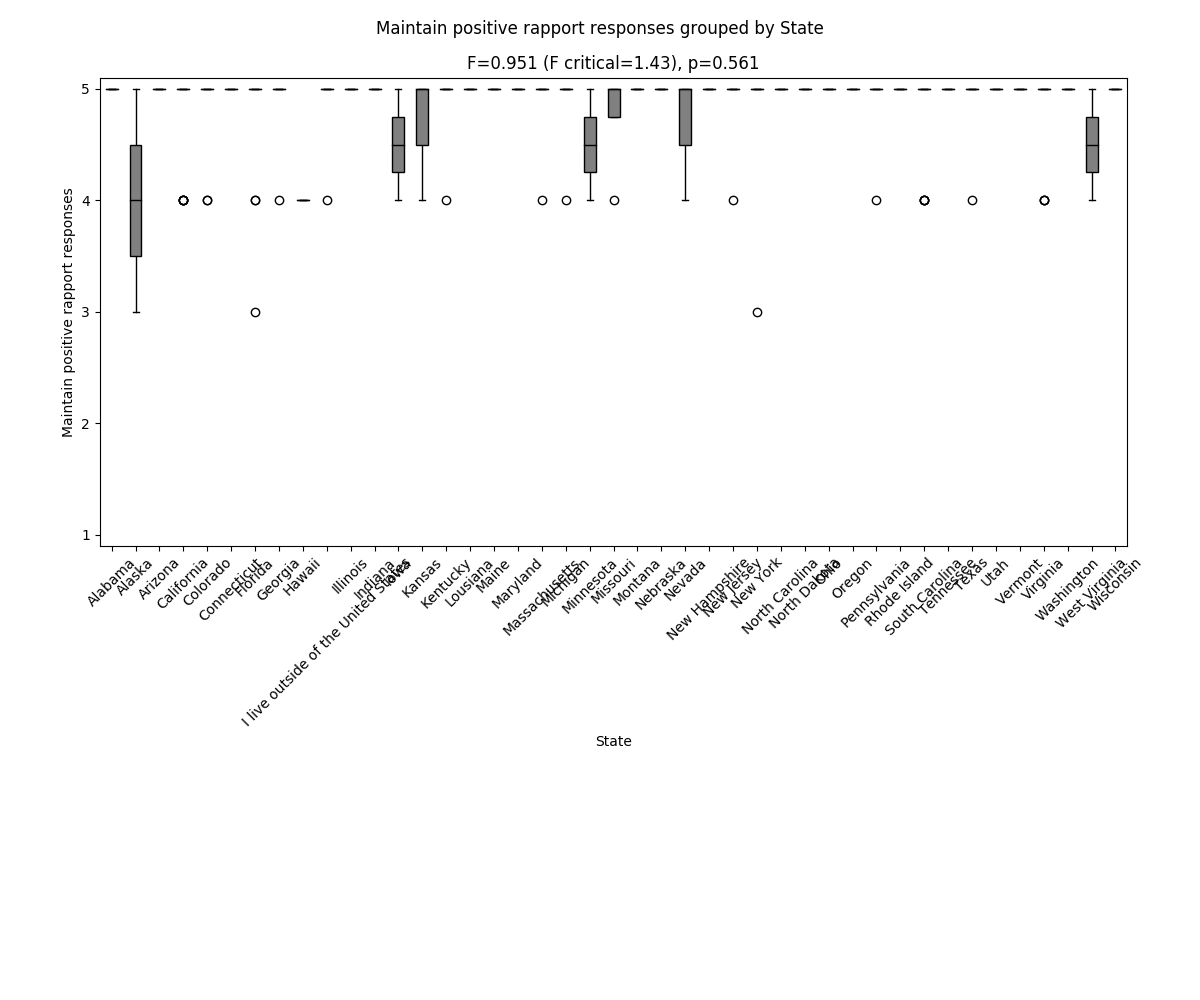 Maintain positive rapport responses grouped by State
F=0.951 (F critical=1.43), p=0.561
Maintain positive rapport responses
5
4
3
2
1
Alabama
Alaska
Arizona
California
Colorado
Connecticut
Florida
Georgia
Hawaii
I live outside of the United States
Illinois
Indiana
Iowa
Kansas
Kentucky
Lousiana
Maine
Maryland
Massachusetts
Michigan
Minnesota
Missouri
Montana
Nebraska
Nevada
New Hampshire
New Jersey
New York
North Carolina
North Dakota
Ohio
Oregon
Pennsylvania
Rhode Island
South Carolina
Tennessee
Texas
Utah
Vermont
Virginia
Washington
West Virginia
Wisconsin
State